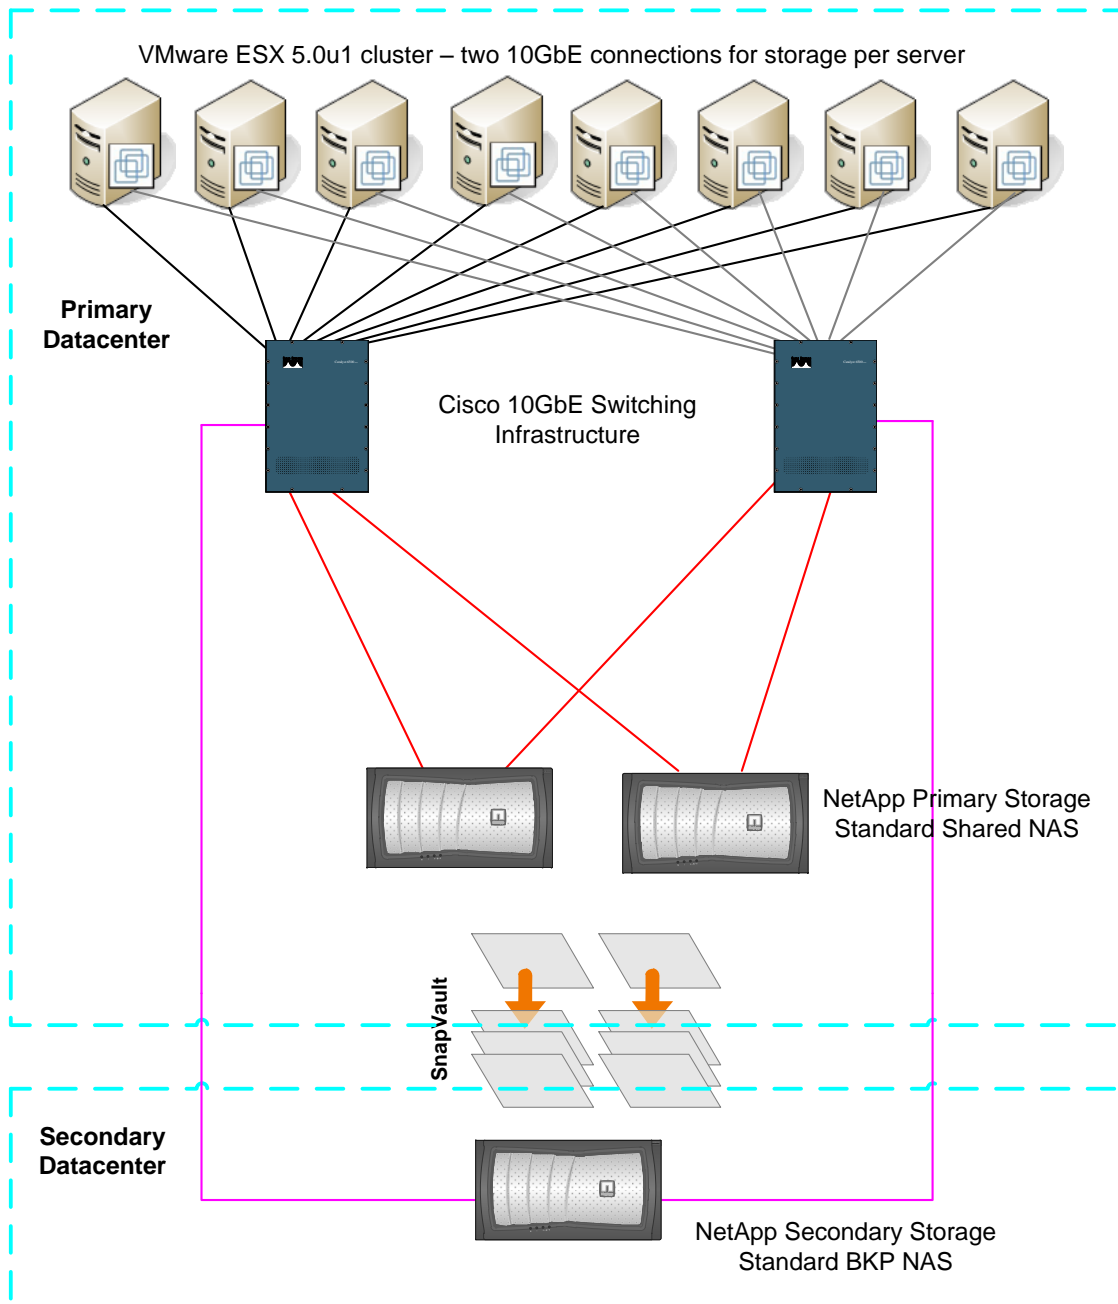 VMware ESX 5.0u1 cluster – two 10GbE connections for storage per server
Primary
Datacenter
Cisco 10GbE Switching
Infrastructure
NetApp Primary Storage
Standard Shared NAS
SnapVault
Secondary
Datacenter
NetApp Secondary Storage
Standard BKP NAS